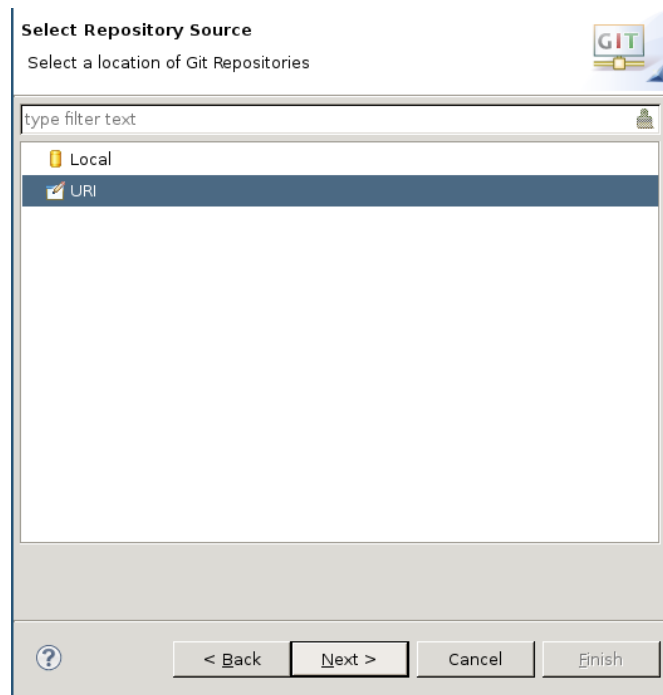 Select Repository Source
Select a location of Git Repositories
GIT
type filter text
Local
URI
?
< Back
Next >
Cancel
Finish